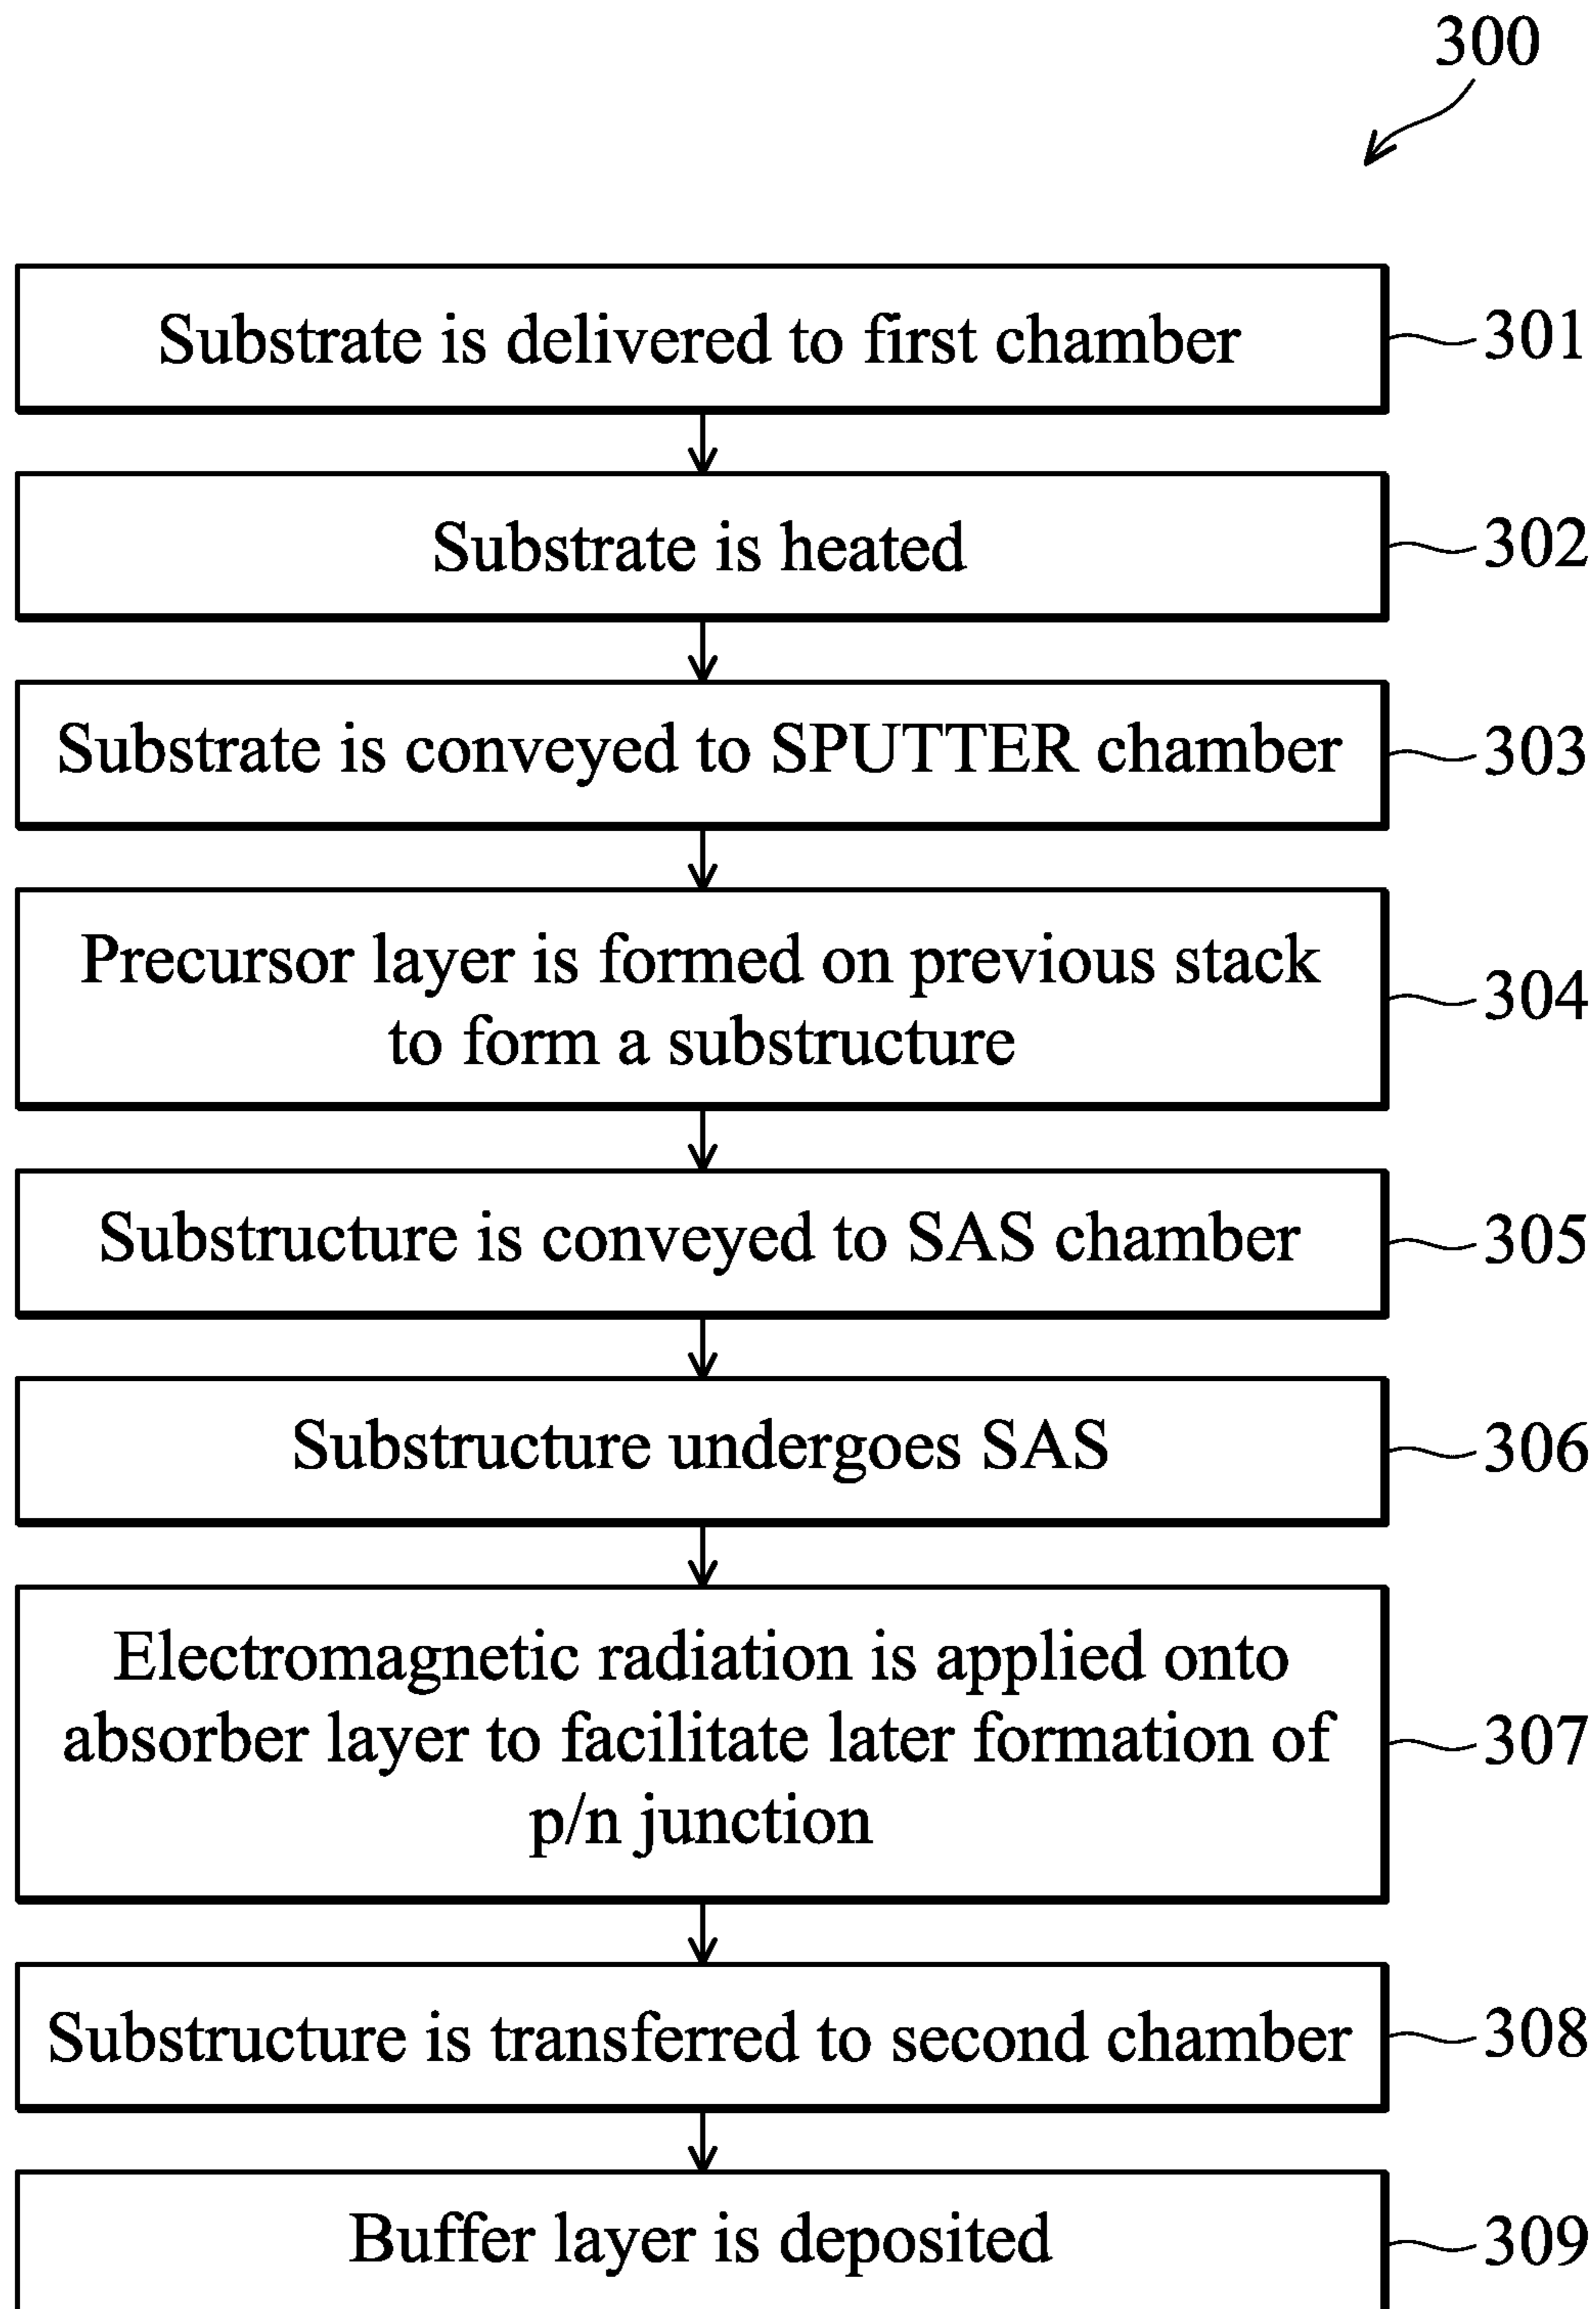 300
Substrate is delivered to first chamber
301
Substrate is heated
302
Substrate is conveyed to SPUTTER chamber
303
Precursor layer is formed on previous stack
to form a substructure
304
Substructure is conveyed to SAS chamber
305
Substructure undergoes SAS
306
Electromagnetic radiation is applied onto
absorber layer to facilitate later formation of
p/n junction
307
Substructure is transferred to second chamber
308
Buffer layer is deposited
309